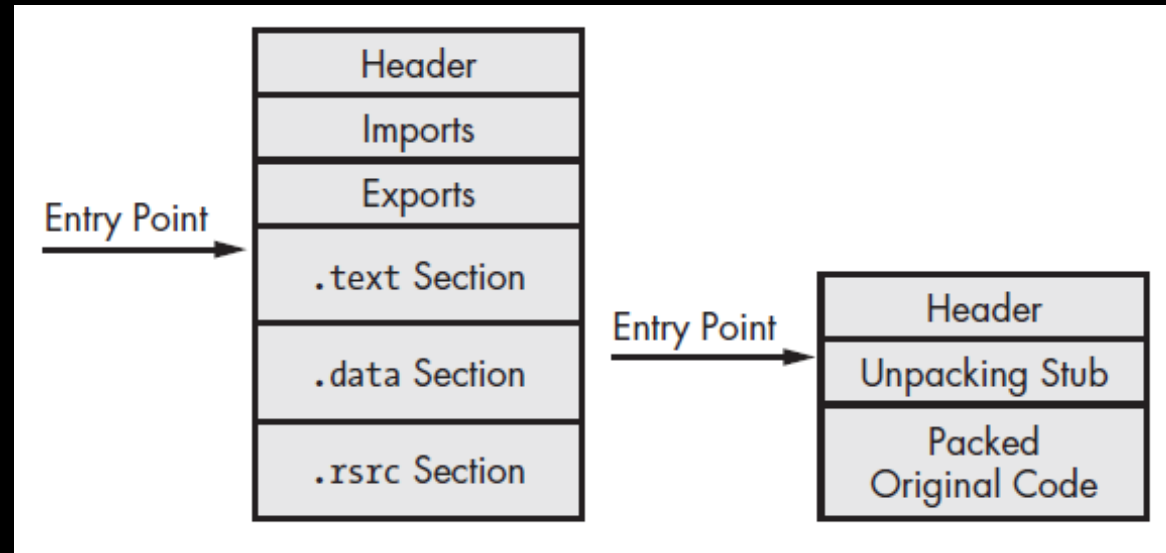 Header
Imports
Exports
Entry Point
.text Section
.data Section
.rsrc Section
Entry Point
Header
Unpacking Stub
Packed
Original Code